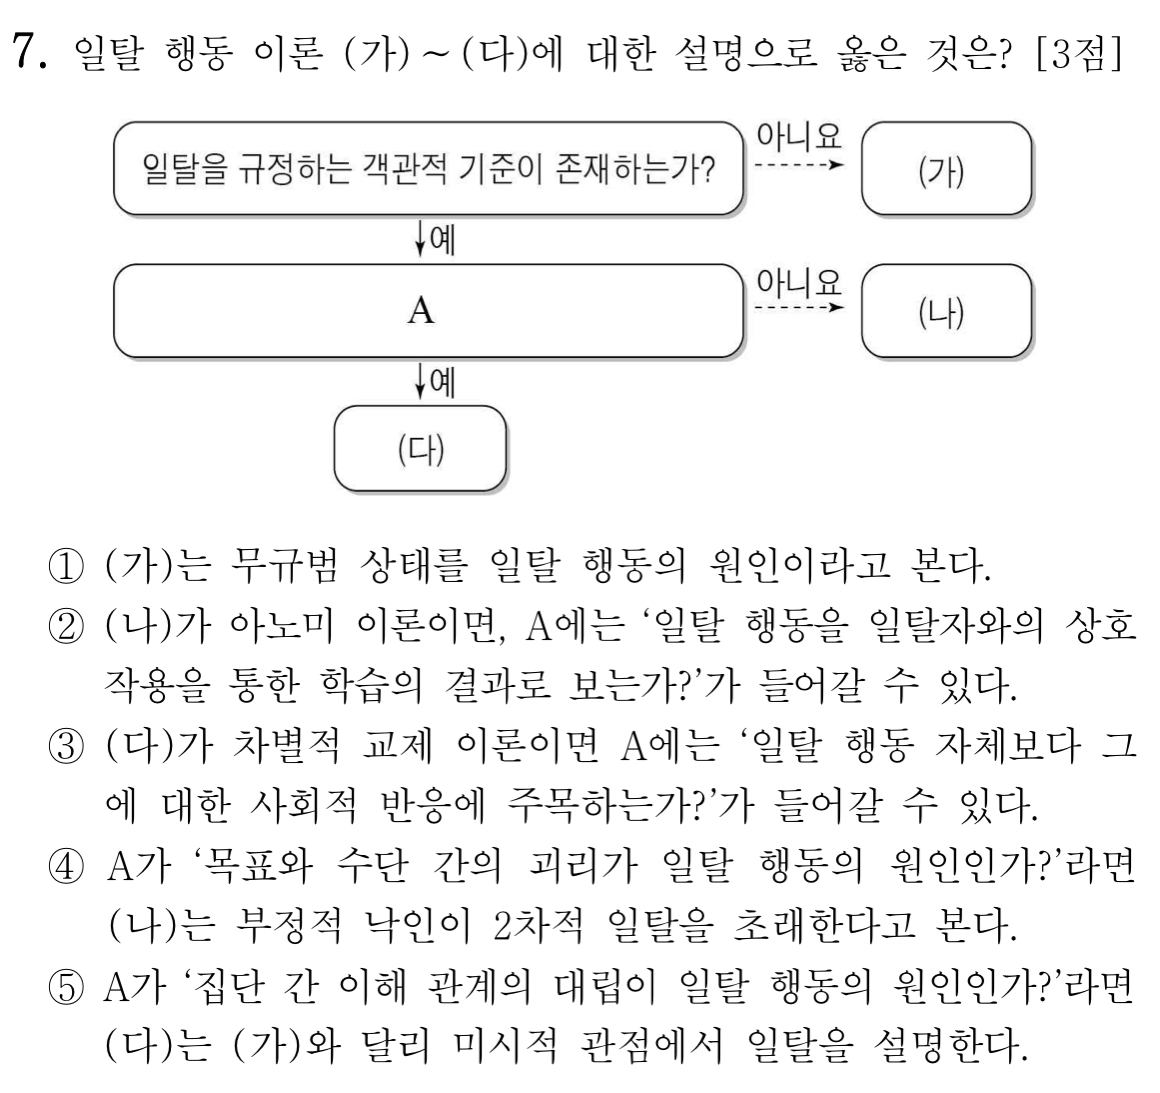 7. 일탈 행동 이론 (가)~(다)에 대한 설명으로 옳은 것은? [3점]
일탈을 규정하는 객관적 기준이 존재하는가?
아니요
(가)
예
A
아니요
(나)
예
(다)
① (가)는 무규범 상태를 일탈 행동의 원인이라고 본다.
② (나)가 아노미 이론이면, A에는 ‘일탈 행동을 일탈자와의 상호
작용을 통한 학습의 결과로 보는가?’가 들어갈 수 있다.
③ (다)가 차별적 교제 이론이면 A에는 ‘일탈 행동 자체보다 그
에 대한 사회적 반응에 주목하는가?’가 들어갈 수 있다.
④ A가 ‘목표와 수단 간의 괴리가 일탈 행동의 원인인가?’라면
(나)는 부정적 낙인이 2차적 일탈을 초래한다고 본다.
⑤ A가 ‘집단 간 이해 관계의 대립이 일탈 행동의 원인인가?’라면
(다)는 (가)와 달리 미시적 관점에서 일탈을 설명한다.